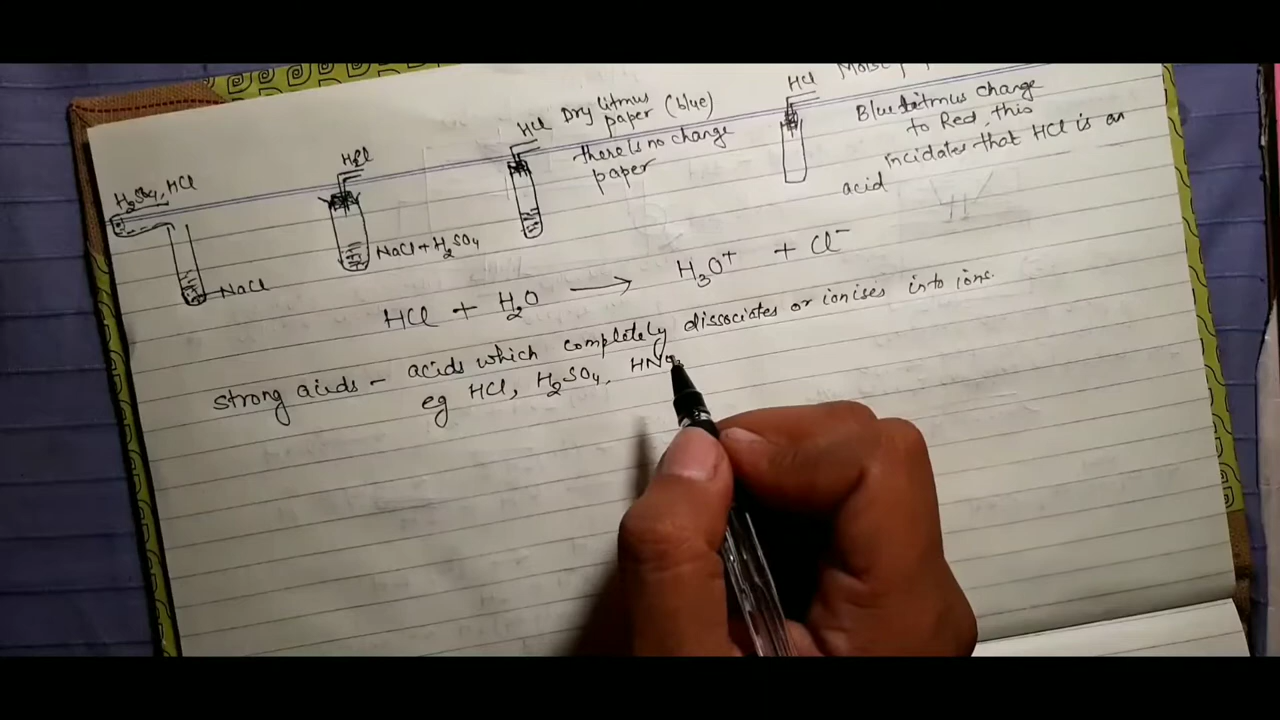 H2SO4, HCl
NaCl
HCl
NaCl + H2SO4
HCl
Dry litmus
paper (blue)
there is no change
paper
HCl
Moist
Blue litmus change
to Red, this
incidates that HCl is an
acid
HCl + H2O → H3O+ + Cl-
strong acids - acids which completely dissociates or ionises into ions.
eg HCl, H2SO4, HNO